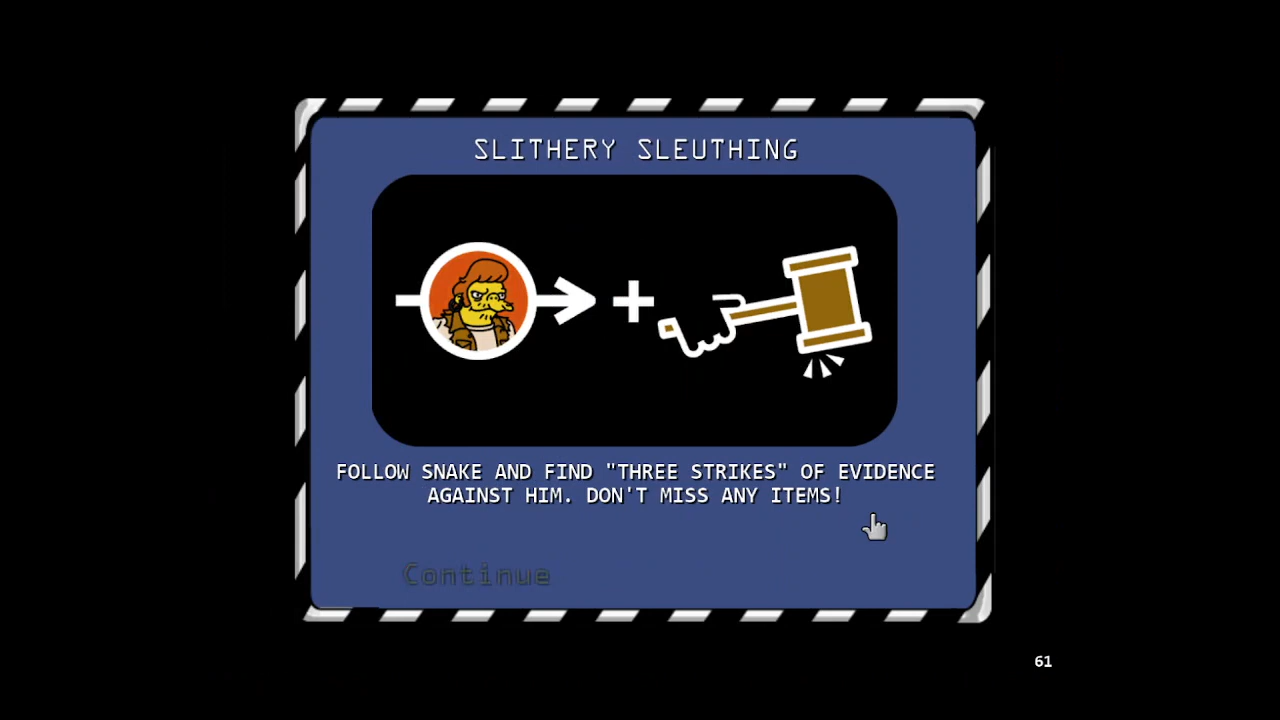 SLITHERY SLEUTHING
FOLLOW SNAKE AND FIND "THREE STRIKES" OF EVIDENCE
AGAINST HIM. DON'T MISS ANY ITEMS!
Continue
61